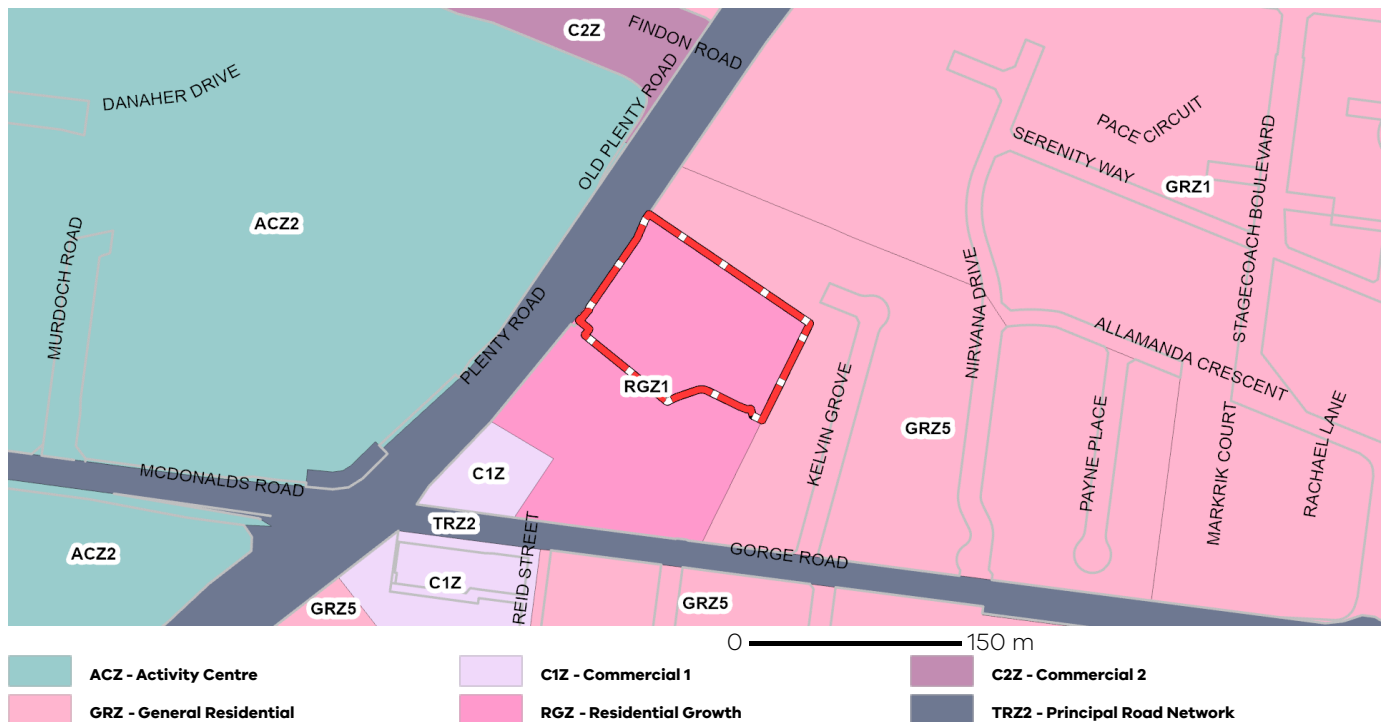 C2Z
FINDON ROAD
DANAHER DRIVE
OLD PLENTY ROAD
PACE CIRCUIT
SERENITY WAY
STAGECOACH BOULEVARD
GRZ1
ACZ2
MURDOCH ROAD
NIRVANA DRIVE
PLENTY ROAD
ALLAMANDA CRESCENT
RGZ1
KELVIN GROVE
GRZ5
PAYNE PLACE
MARKRIK COURT
RACHAEL LANE
C1Z
MCDONALDS ROAD
TRZ2
REID STREET
GORGE ROAD
ACZ2
C1Z
GRZ5
GRZ5
0 150 m
ACZ - Activity Centre
C1Z - Commercial 1
C2Z - Commercial 2
GRZ - General Residential
RGZ - Residential Growth
TRZ2 - Principal Road Network